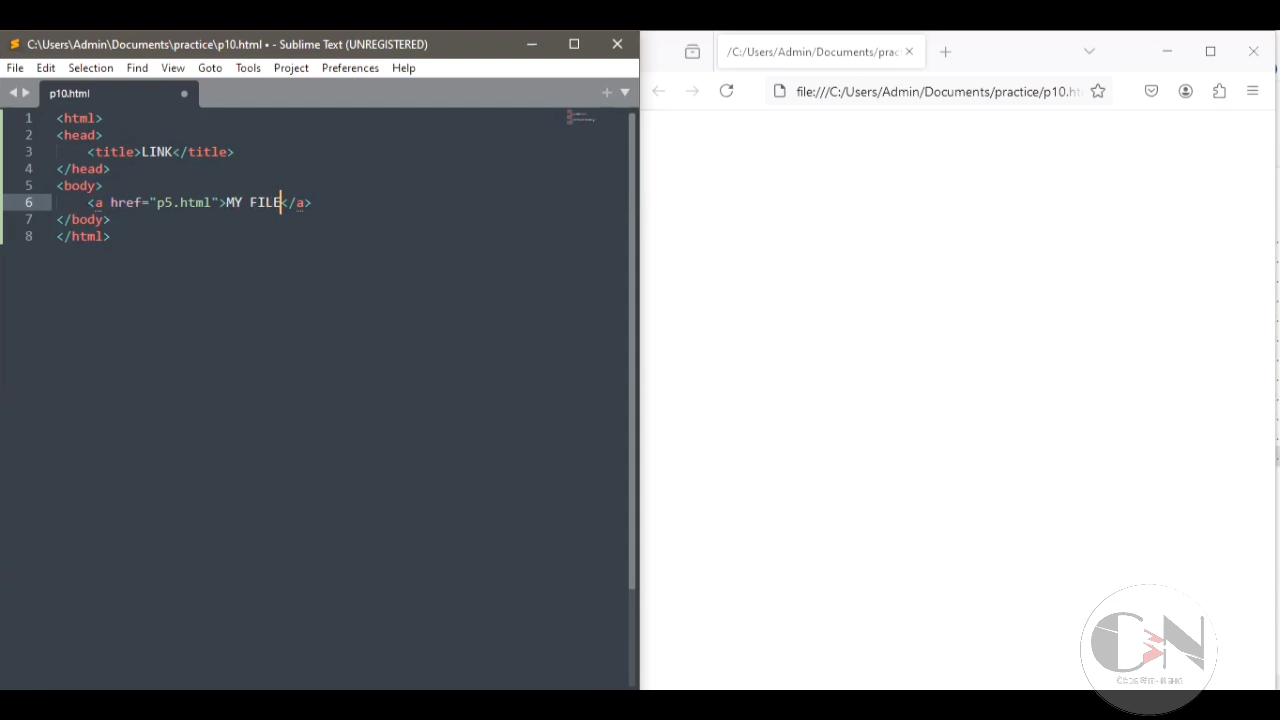 C:\Users\Admin\Documents\practice\p10.html • - Sublime Text (UNREGISTERED)
File Edit Selection Find View Goto Tools Project Preferences Help
p10.html
1 <html>
2 <head>
3 <title>LINK</title>
4 </head>
5 <body>
6 <a href="p5.html">MY FILE</a>
7 </body>
8 </html>
/C:/Users/Admin/Documents/prac
file:///C:/Users/Admin/Documents/practice/p10.ht